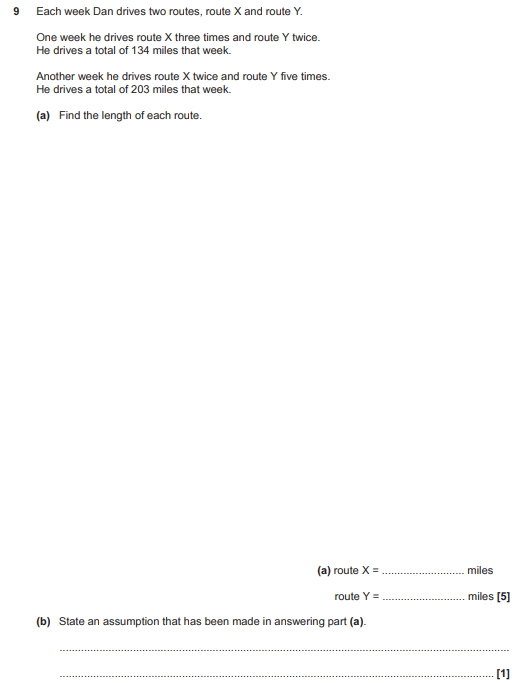 9 Each week Dan drives two routes, route X and route Y.
One week he drives route X three times and route Y twice.
He drives a total of 134 miles that week.
Another week he drives route X twice and route Y five times.
He drives a total of 203 miles that week.
(a) Find the length of each route.
(a) route X = .......................... miles
route Y = .......................... miles [5]
(b) State an assumption that has been made in answering part (a).
..........................................................................................
.......................................................................................... [1]